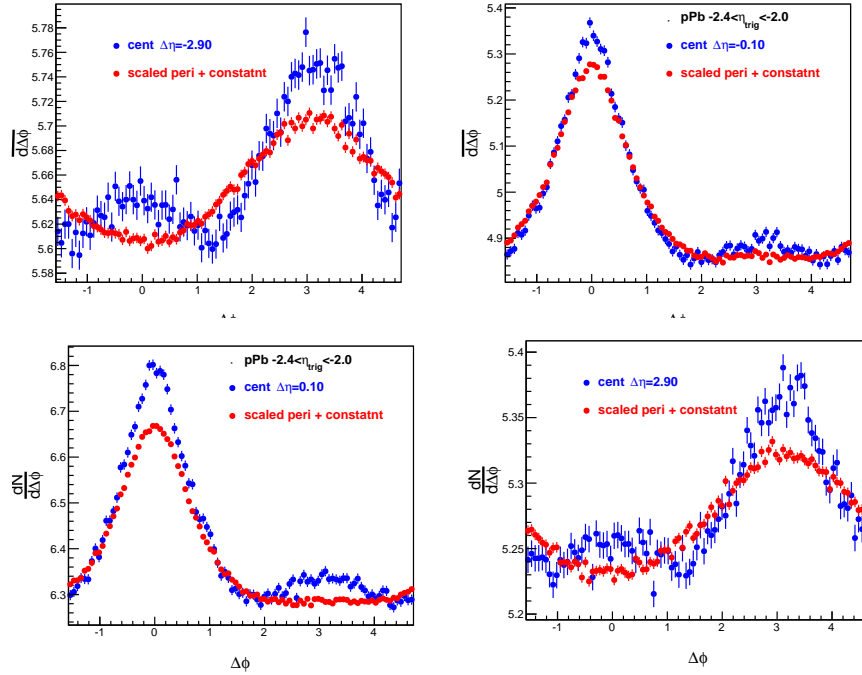 cent Δη=-2.90
scaled peri + constatnt
5.78
5.76
5.74
5.72
5.7
5.68
5.66
5.64
5.62
5.6
5.58
dΔϕ
-1 0 1 2 3 4
pPb -2.4<η_trig<-2.0
cent Δη=-0.10
scaled peri + constatnt
5.4
5.3
5.2
5.1
5
4.9
dΔϕ
-1 0 1 2 3 4
pPb -2.4<η_trig<-2.0
cent Δη=0.10
scaled peri + constatnt
6.8
6.7
6.6
6.5
6.4
6.3
dN
dΔϕ
-1 0 1 2 3 4
Δϕ
cent Δη=2.90
scaled peri + constatnt
5.4
5.35
5.3
5.25
5.2
dN
dΔϕ
-1 0 1 2 3 4
Δϕ